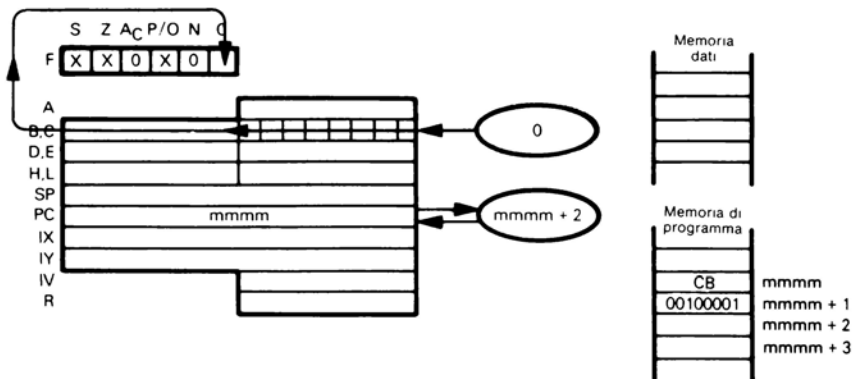 S Z AC P/O N C
F X X 0 X 0
A
B,C
0
D,E
H,L
SP
PC mmmm
mmmm + 2
IX
IY
IV
R
Memoria
dati
Memoria di
programma
CB mmmm
00100001 mmmm + 1
mmmm + 2
mmmm + 3